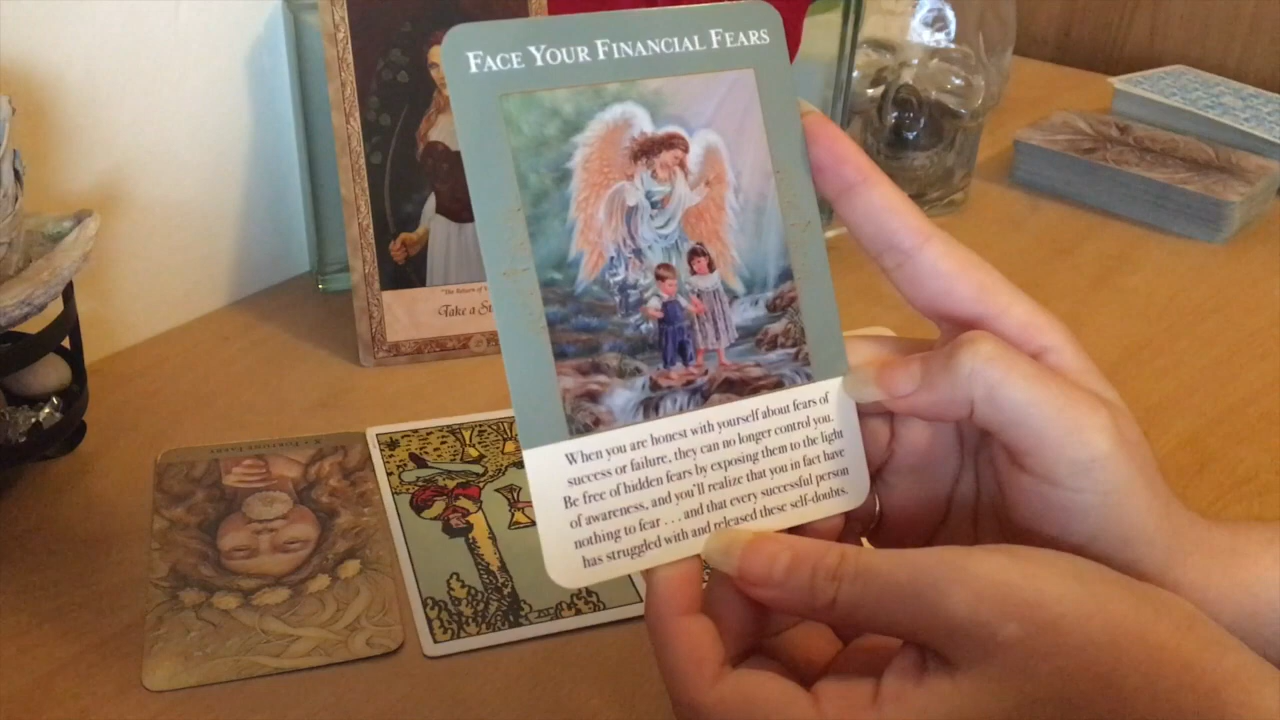 FACE YOUR FINANCIAL FEARS
When you are honest with yourself about fears of
success or failure, they can no longer control you.
Be free of hidden fears by exposing them to the light
of awareness, and you'll realize that you in fact have
nothing to fear . . . and that every successful person
has struggled with and released these self-doubts.
"The Return of
Take a